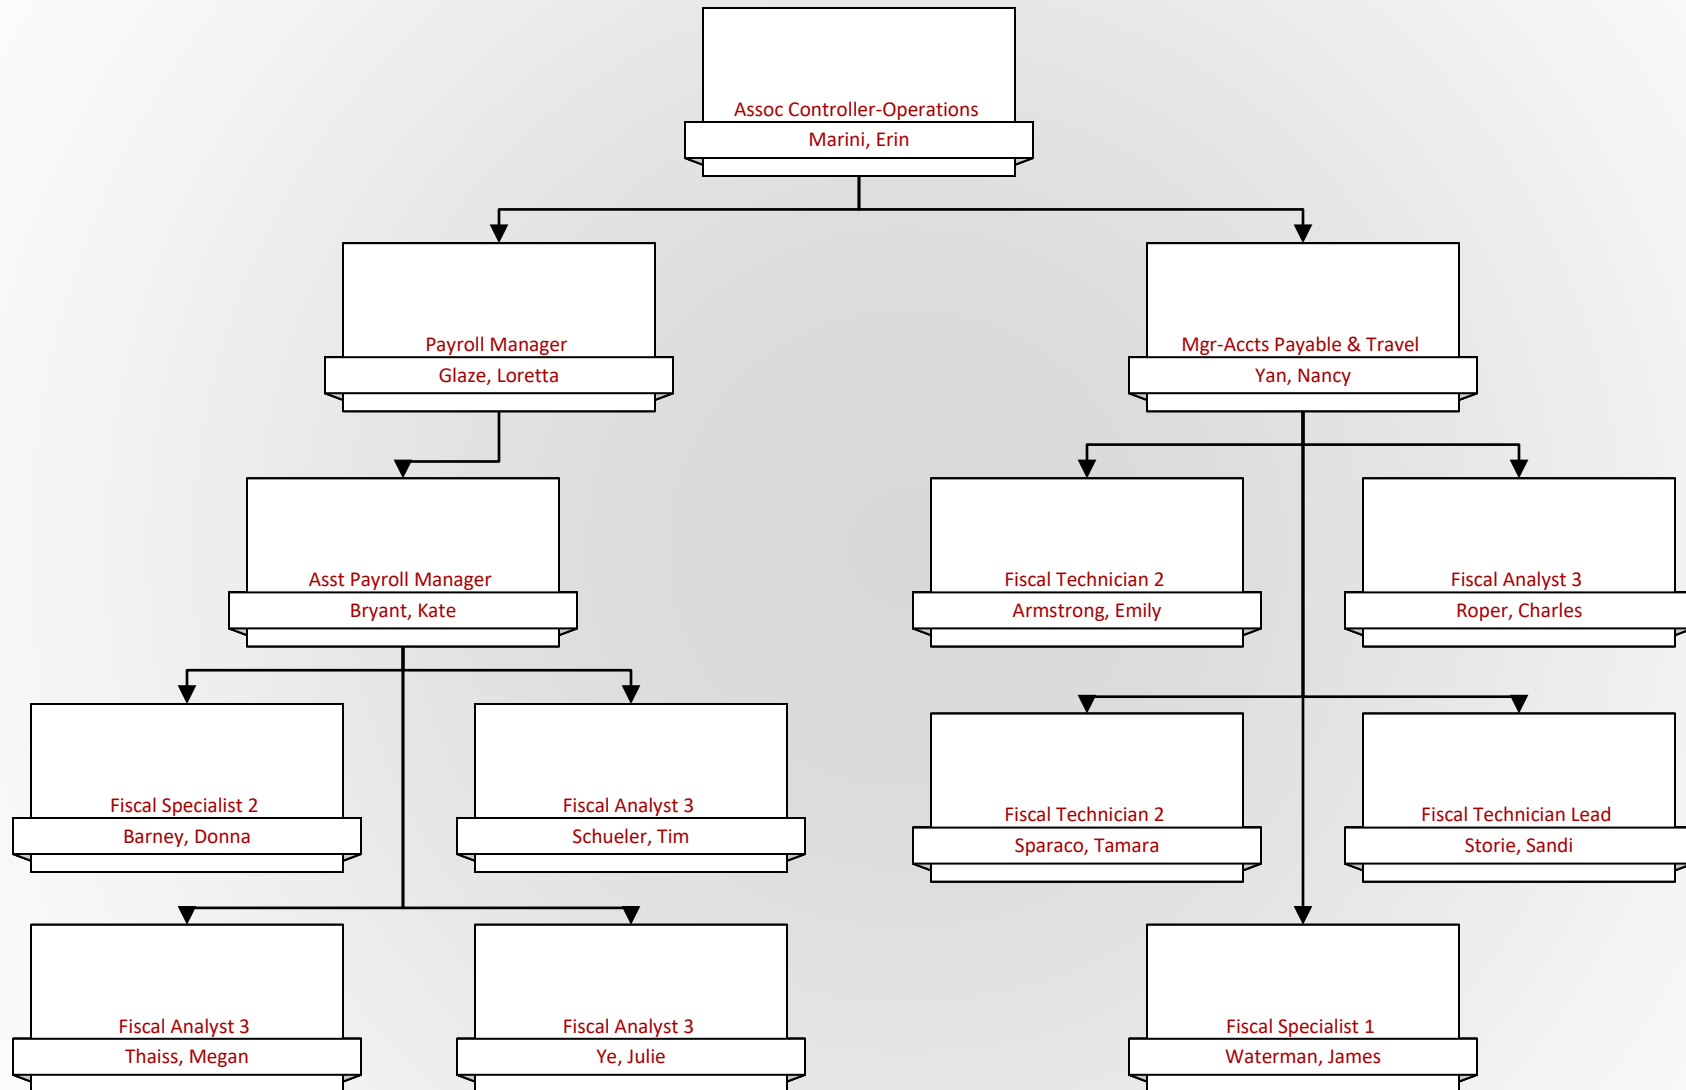 Assoc Controller-Operations
Marini, Erin
Payroll Manager
Glaze, Loretta
Mgr-Accts Payable & Travel
Yan, Nancy
Asst Payroll Manager
Bryant, Kate
Fiscal Technician 2
Armstrong, Emily
Fiscal Analyst 3
Roper, Charles
Fiscal Specialist 2
Barney, Donna
Fiscal Analyst 3
Schueler, Tim
Fiscal Technician 2
Sparaco, Tamara
Fiscal Technician Lead
Storie, Sandi
Fiscal Analyst 3
Thaiss, Megan
Fiscal Analyst 3
Ye, Julie
Fiscal Specialist 1
Waterman, James